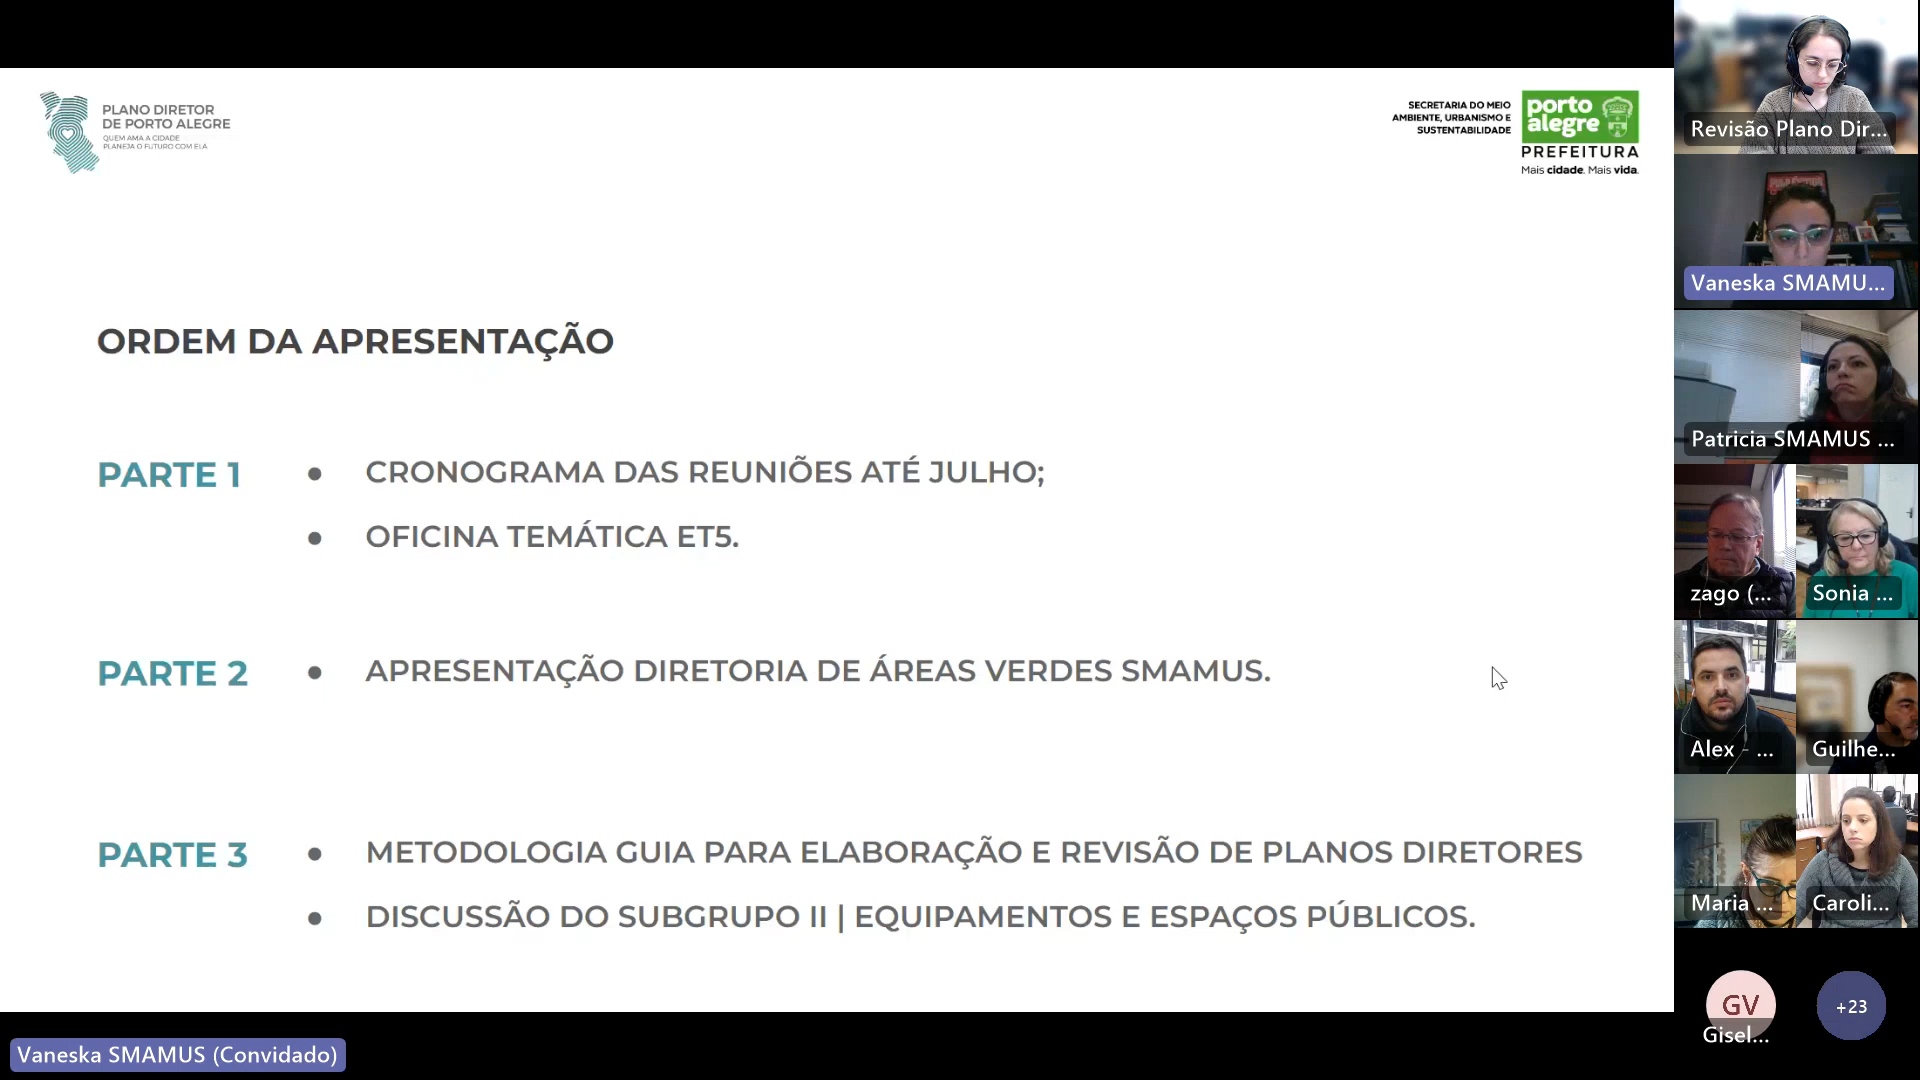 PLANO DIRETOR
DE PORTO ALEGRE
QUEM AMA A CIDADE
PLANEJA O FUTURO COM ELA
SECRETARIA DO MEIO
AMBIENTE, URBANISMO E
SUSTENTABILIDADE
porto
alegre
PREFEITURA
Mais cidade. Mais vida.
ORDEM DA APRESENTAÇÃO
PARTE 1
● CRONOGRAMA DAS REUNIÕES ATÉ JULHO;
● OFICINA TEMÁTICA ET5.
PARTE 2
● APRESENTAÇÃO DIRETORIA DE ÁREAS VERDES SMAMUS.
PARTE 3
● METODOLOGIA GUIA PARA ELABORAÇÃO E REVISÃO DE PLANOS DIRETORES
● DISCUSSÃO DO SUBGRUPO II | EQUIPAMENTOS E ESPAÇOS PÚBLICOS.
Vaneska SMAMUS (Convidado)
Revisão Plano Dir...
Vaneska SMAMU...
Patricia SMAMUS ...
zago (...
Sonia ...
Alex - ...
Guilhe...
Maria ...
Caroli...
GV
Gisel...
+23